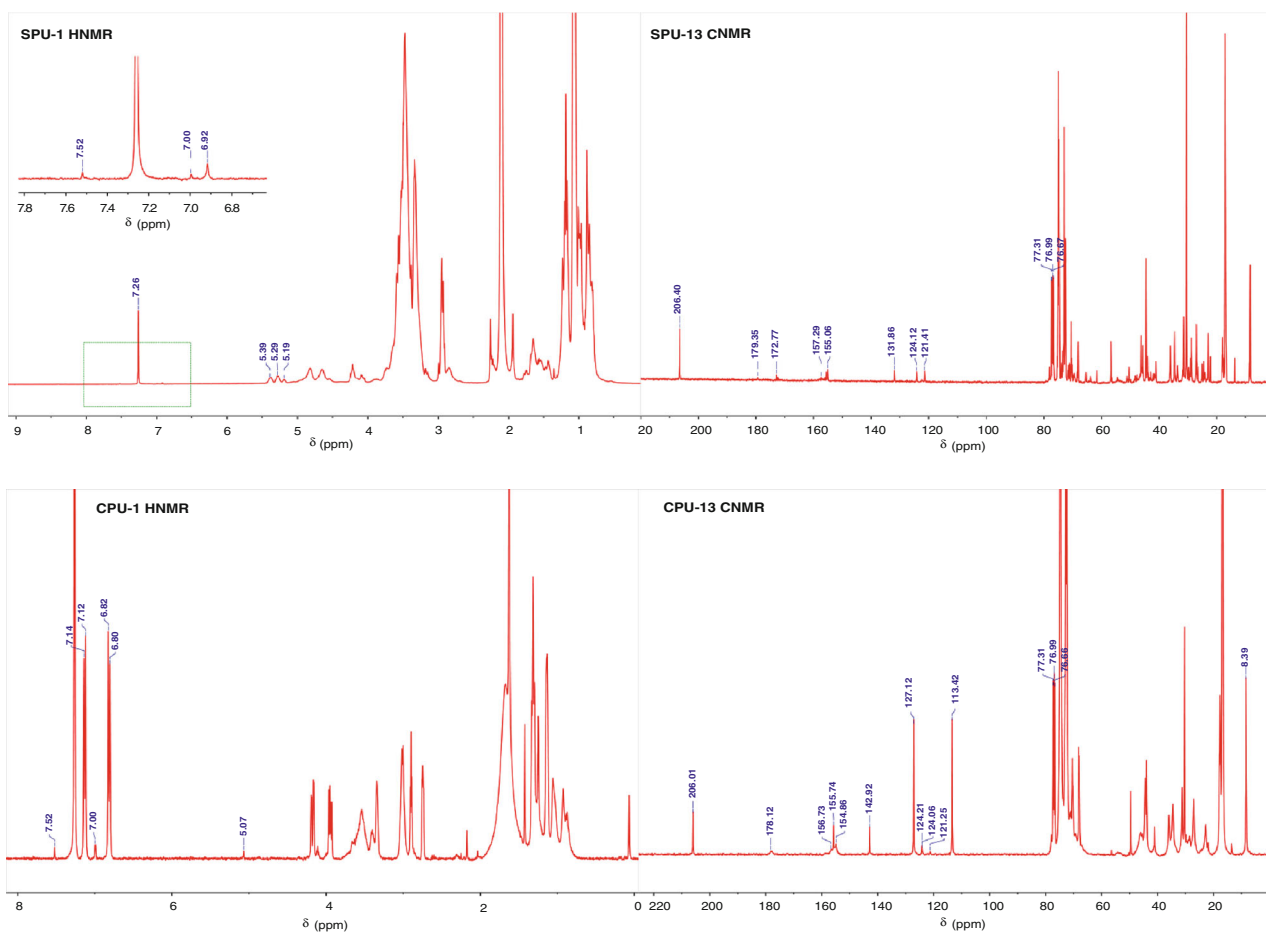 SPU-1 HNMR
7.52
7.00
6.92
7.8 7.6 7.4 7.2 7.0 6.8
δ (ppm)
7.26
5.39
5.29
5.19
9 8 7 6 5 4 3 2 1
δ (ppm)
SPU-13 CNMR
206.40
179.35
172.77
157.29
155.06
131.86
124.12
121.41
77.31
76.99
76.67
20 200 180 160 140 120 100 80 60 40 20
δ (ppm)
CPU-1 HNMR
7.52
7.14
7.12
7.00
6.82
6.80
5.07
8 6 4 2 0
δ (ppm)
CPU-13 CNMR
206.01
178.12
156.73
155.74
154.86
142.92
127.12
124.21
124.06
121.25
113.42
77.31
76.99
76.66
8.39
220 200 180 160 140 120 100 80 60 40 20
δ (ppm)